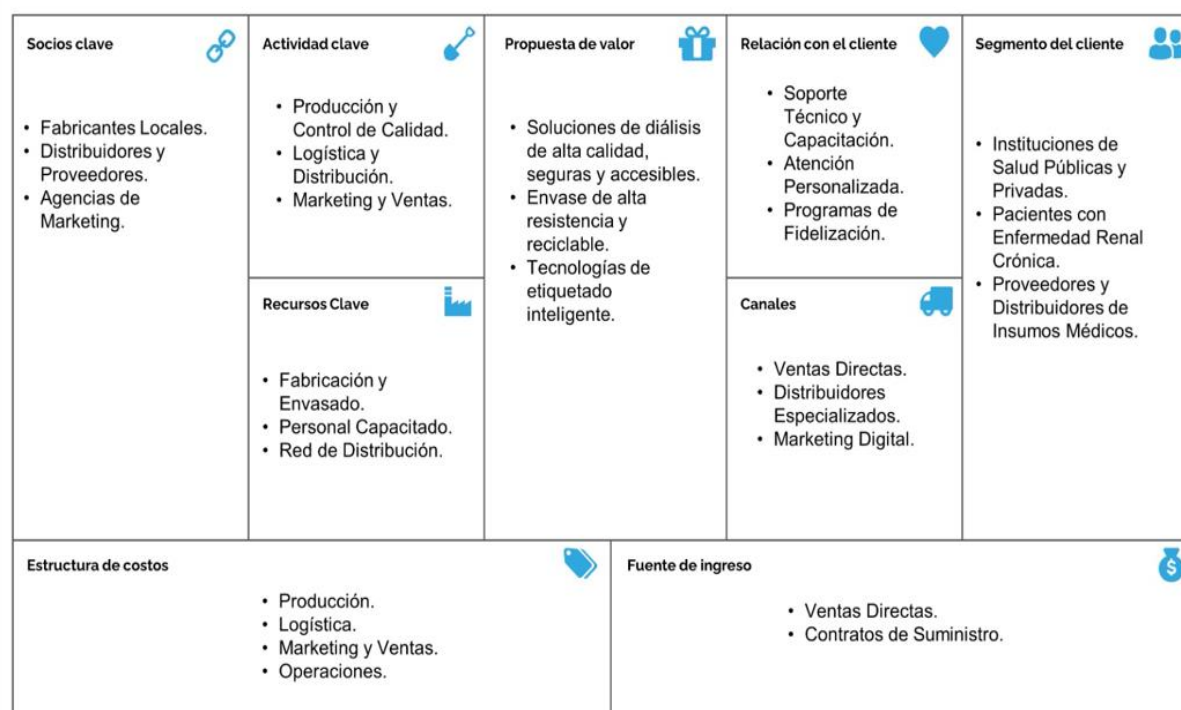 Socios clave
• Fabricantes Locales.
• Distribuidores y
Proveedores.
• Agencias de
Marketing.
Actividad clave
• Producción y
Control de Calidad.
• Logística y
Distribución.
• Marketing y Ventas.
Recursos Clave
• Fabricación y
Envasado.
• Personal Capacitado.
• Red de Distribución.
Propuesta de valor
• Soluciones de diálisis
de alta calidad,
seguras y accesibles.
• Envase de alta
resistencia y
reciclable.
• Tecnologías de
etiquetado
inteligente.
Relación con el cliente
• Soporte
Técnico y
Capacitación.
• Atención
Personalizada.
• Programas de
Fidelización.
Canales
• Ventas Directas.
• Distribuidores
Especializados.
• Marketing Digital.
Segmento del cliente
• Instituciones de
Salud Públicas y
Privadas.
• Pacientes con
Enfermedad Renal
Crónica.
• Proveedores y
Distribuidores de
Insumos Médicos.
Estructura de costos
• Producción.
• Logística.
• Marketing y Ventas.
• Operaciones.
Fuente de ingreso
$
• Ventas Directas.
• Contratos de Suministro.